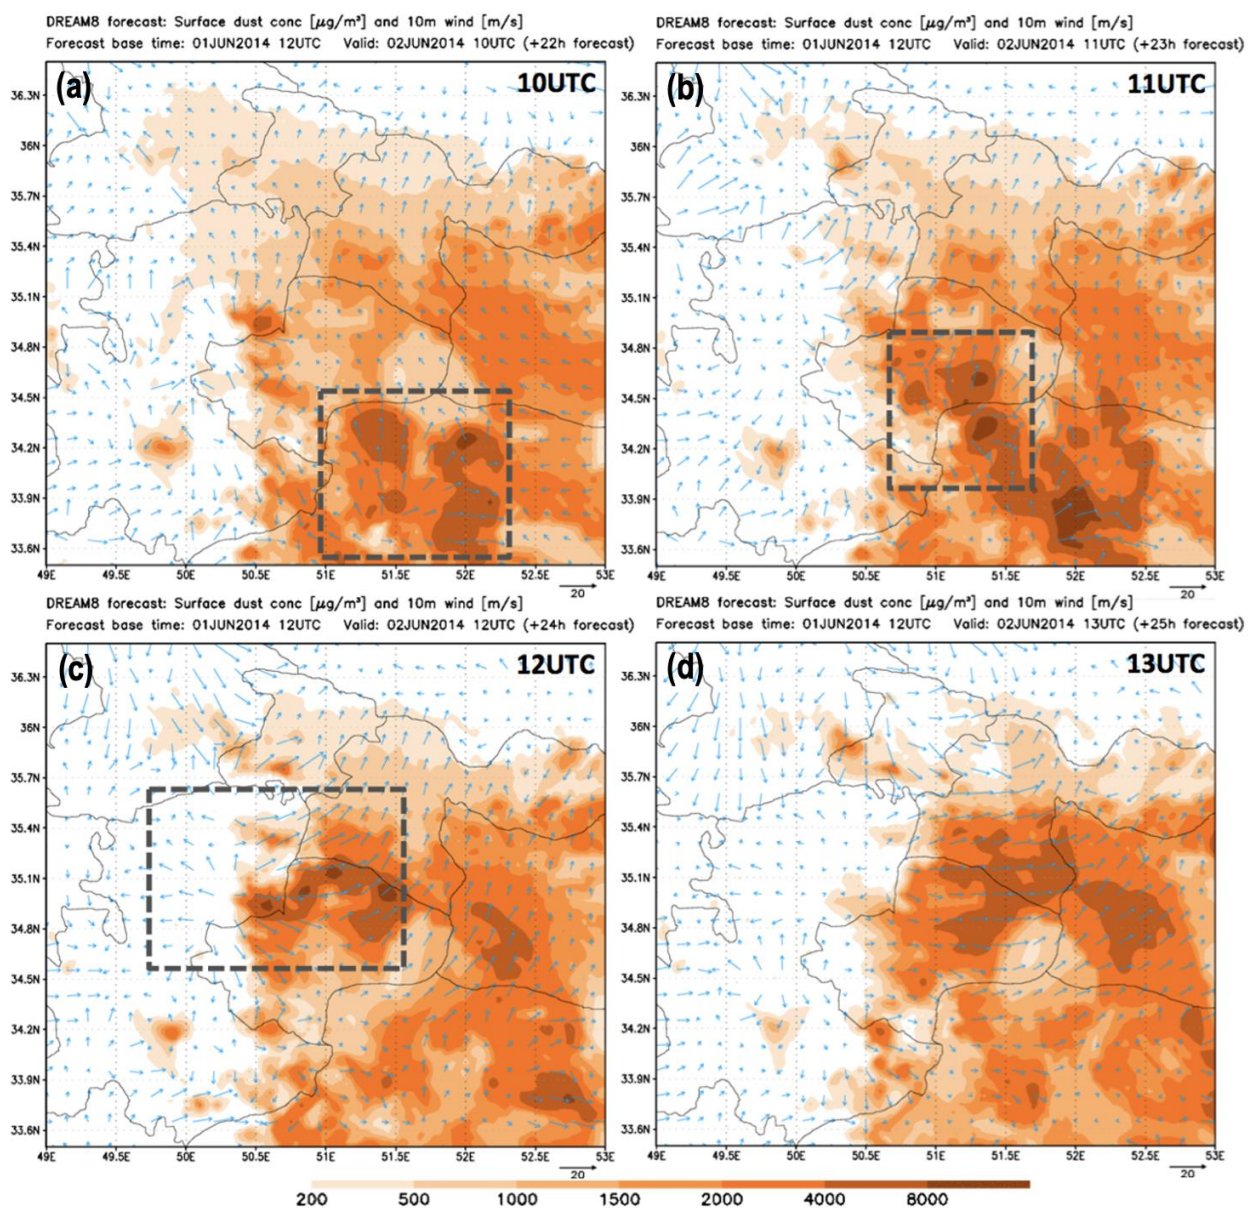 DREAM8 forecast: Surface dust conc [μg/m³] and 10m wind [m/s]
Forecast base time: 01JUN2014 12UTC Valid: 02JUN2014 10UTC (+22h forecast)
(a)
10UTC
36.3N
36N
35.7N
35.4N
35.1N
34.8N
34.5N
34.2N
33.9N
33.6N
49E 49.5E 50E 50.5E 51E 51.5E 52E 52.5E 53E
20
DREAM8 forecast: Surface dust conc [μg/m³] and 10m wind [m/s]
Forecast base time: 01JUN2014 12UTC Valid: 02JUN2014 11UTC (+23h forecast)
(b)
11UTC
36.3N
36N
35.7N
35.4N
35.1N
34.8N
34.5N
34.2N
33.9N
33.6N
49E 49.5E 50E 50.5E 51E 51.5E 52E 52.5E 53E
20
DREAM8 forecast: Surface dust conc [μg/m³] and 10m wind [m/s]
Forecast base time: 01JUN2014 12UTC Valid: 02JUN2014 12UTC (+24h forecast)
(c)
12UTC
36.3N
36N
35.7N
35.4N
35.1N
34.8N
34.5N
34.2N
33.9N
33.6N
49E 49.5E 50E 50.5E 51E 51.5E 52E 52.5E 53E
20
DREAM8 forecast: Surface dust conc [μg/m³] and 10m wind [m/s]
Forecast base time: 01JUN2014 12UTC Valid: 02JUN2014 13UTC (+25h forecast)
(d)
13UTC
36.3N
36N
35.7N
35.4N
35.1N
34.8N
34.5N
34.2N
33.9N
33.6N
49E 49.5E 50E 50.5E 51E 51.5E 52E 52.5E 53E
20
200 500 1000 1500 2000 4000 8000